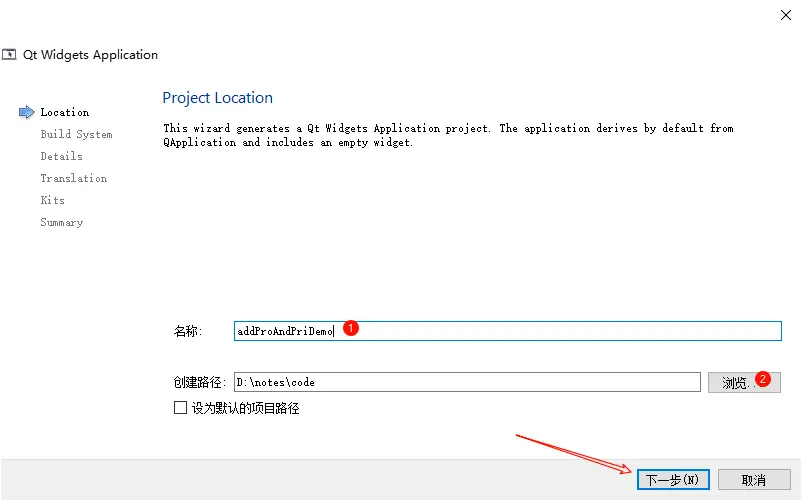 Qt Widgets Application
Location
Build System
Details
Translation
Kits
Summary
Project Location
This wizard generates a Qt Widgets Application project. The application derives by default from
QApplication and includes an empty widget.
名称: addProAndPriDemo 1
创建路径: D:\notes\code 浏览.. 2
设为默认的项目路径
下一步(N) 取消